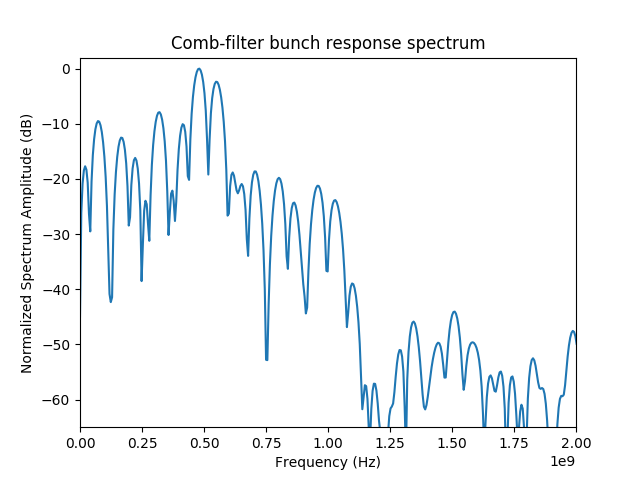 Comb-filter bunch response spectrum
Normalized Spectrum Amplitude (dB)
0
−10
−20
−30
−40
−50
−60
0.00 0.25 0.50 0.75 1.00 1.25 1.50 1.75 2.00
1e9
Frequency (Hz)